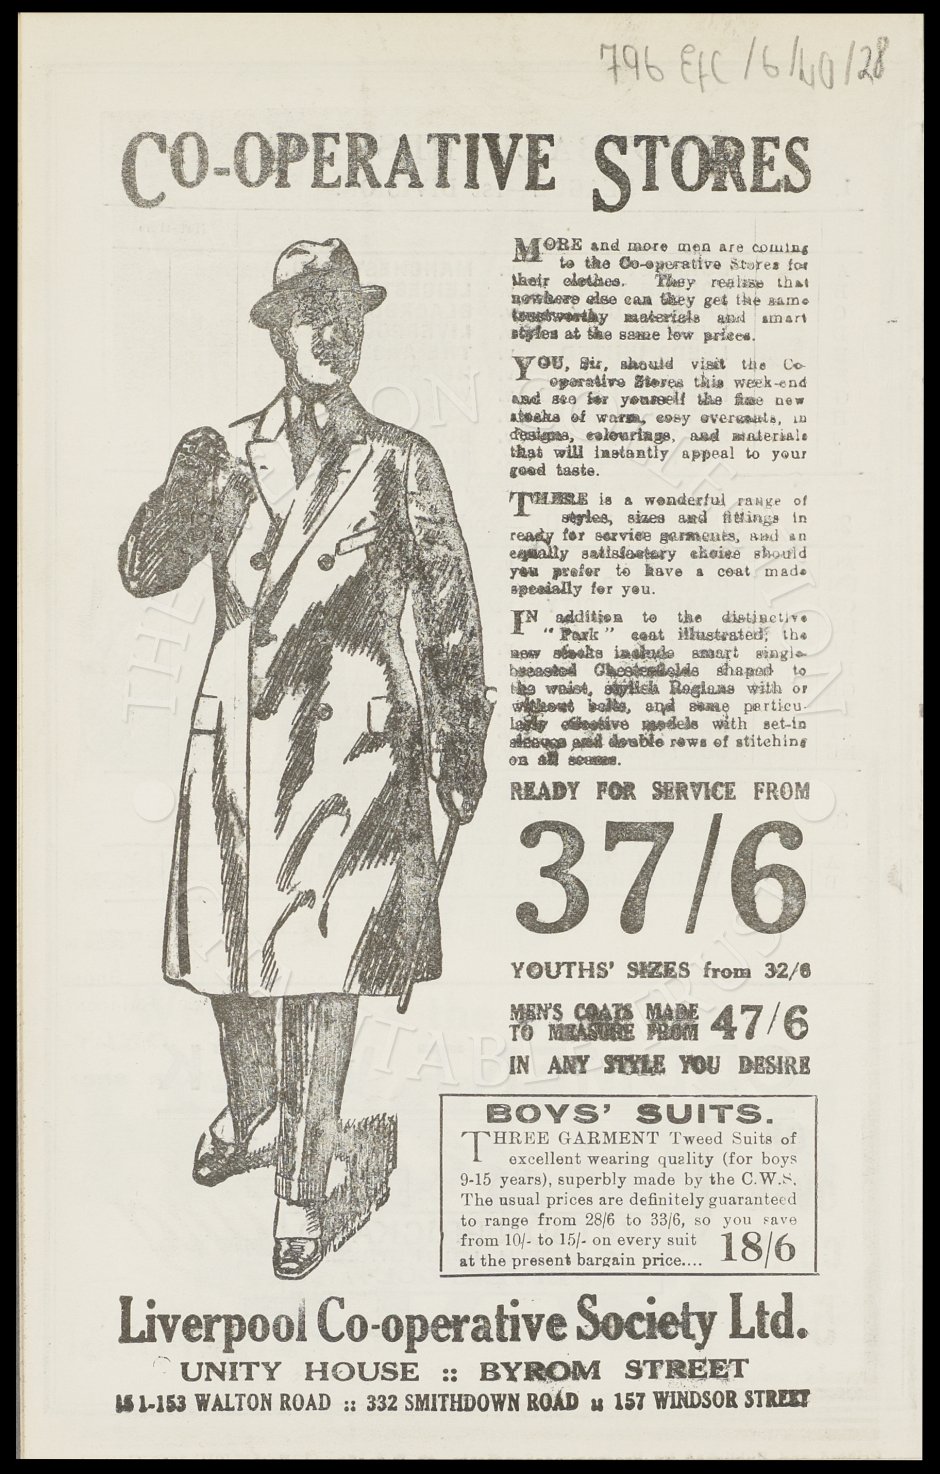 796 EFC/6/40/28
CO-OPERATIVE STORES
MORE and more men are coming
to the Co-operative Stores for
their clothes. They realise that
nowhere else can they get the same
trustworthy materials and smart
styles at the same low prices.
YOU, Sir, should visit the Co-
operative Stores this week-end
and see for yourself the fine new
stocks of warm, cosy overcoats, in
designs, colourings, and materials
that will instantly appeal to your
good taste.
THERE is a wonderful range of
styles, sizes and fittings in
ready for service garments, and an
equally satisfactory choice should
you prefer to have a coat made
specially for you.
IN addition to the distinctive
"Park" coat illustrated, the
new stocks include smart single-
breasted Chesterfields shaped to
the waist, stylish Raglans with or
without belts, and some particu-
larly effective models with set-in
sleeves and double rows of stitching
on all seams.
READY FOR SERVICE FROM
37/6
YOUTHS' SIZES from 32/6
MEN'S COATS MADE
TO MEASURE FROM 47/6
IN ANY STYLE YOU DESIRE
BOYS' SUITS.
THREE GARMENT Tweed Suits of
excellent wearing quality (for boys
9-15 years), superbly made by the C.W.S.
The usual prices are definitely guaranteed
to range from 28/6 to 33/6, so you save
from 10/- to 15/- on every suit
at the present bargain price.... 18/6
Liverpool Co-operative Society Ltd.
UNITY HOUSE :: BYROM STREET
151-153 WALTON ROAD :: 332 SMITHDOWN ROAD :: 157 WINDSOR STREET
THE EVERTON COLLECTION
CHARITABLE TRUST